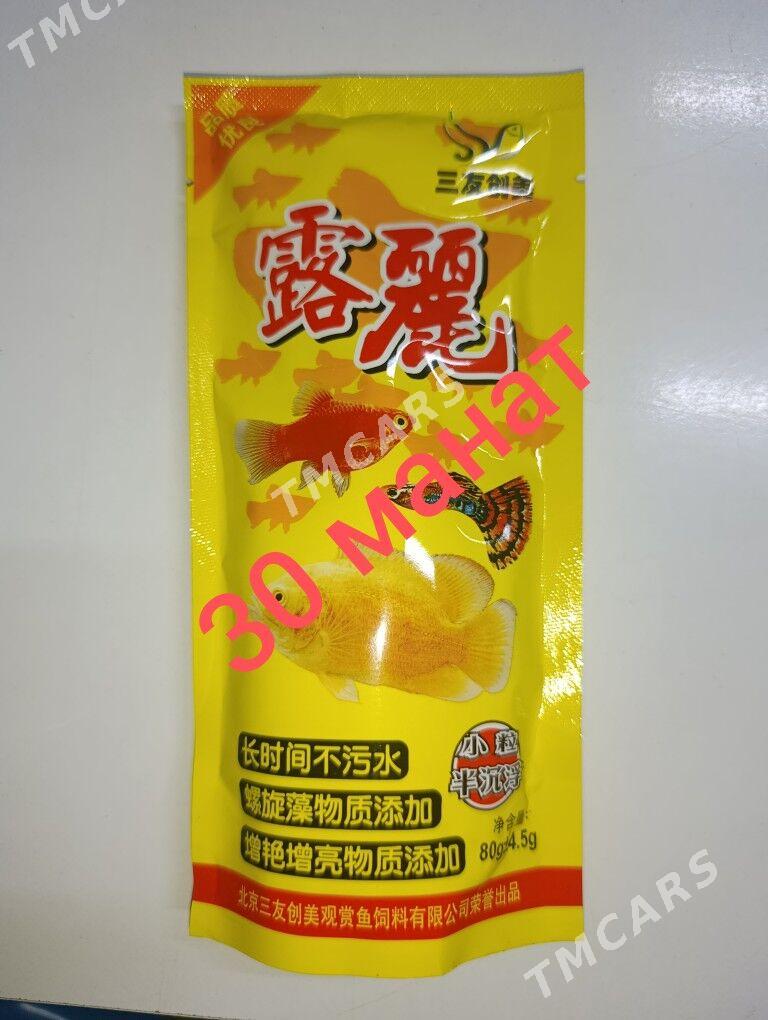 TMCARS
品质
优良
三友创美
露麗
TMCARS
30 манат
长时间不污水
螺旋藻物质添加
增艳增亮物质添加
小粒
半沉浮
净含量:
80g±4.5g
北京三友创美观赏鱼饲料有限公司荣誉出品
TMCARS